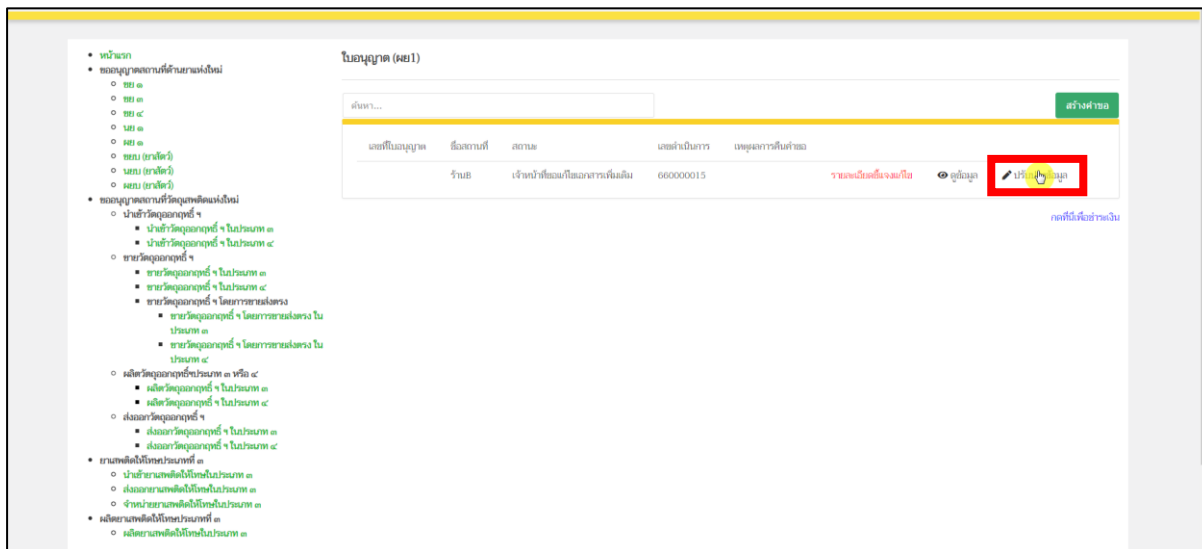 หน้าแรก
ขออนุญาตสถานที่ด้านยาแห่งใหม่
ขย ๑
ขย ๓
ขย ๔
นย ๑
ผย ๑
ขยบ (ยาสัตว์)
นยบ (ยาสัตว์)
ผยบ (ยาสัตว์)
ขออนุญาตสถานที่วัตถุเสพติดแห่งใหม่
นำเข้าวัตถุออกฤทธิ์ ฯ
นำเข้าวัตถุออกฤทธิ์ ฯ ในประเภท ๓
นำเข้าวัตถุออกฤทธิ์ ฯ ในประเภท ๔
ขายวัตถุออกฤทธิ์ ฯ
ขายวัตถุออกฤทธิ์ ฯ ในประเภท ๓
ขายวัตถุออกฤทธิ์ ฯ ในประเภท ๔
ขายวัตถุออกฤทธิ์ ฯ โดยการขายส่งตรง
ขายวัตถุออกฤทธิ์ ฯ โดยการขายส่งตรง ใน
ประเภท ๓
ขายวัตถุออกฤทธิ์ ฯ โดยการขายส่งตรง ใน
ประเภท ๔
ผลิตวัตถุออกฤทธิ์ฯประเภท ๓ หรือ ๔
ผลิตวัตถุออกฤทธิ์ ฯ ในประเภท ๓
ผลิตวัตถุออกฤทธิ์ ฯ ในประเภท ๔
ส่งออกวัตถุออกฤทธิ์ ฯ
ส่งออกวัตถุออกฤทธิ์ ฯ ในประเภท ๓
ส่งออกวัตถุออกฤทธิ์ ฯ ในประเภท ๔
ยาเสพติดให้โทษประเภทที่ ๓
นำเข้ายาเสพติดให้โทษในประเภท ๓
ส่งออกยาเสพติดให้โทษในประเภท ๓
จำหน่ายยาเสพติดให้โทษในประเภท ๓
ผลิตยาเสพติดให้โทษประเภทที่ ๓
ผลิตยาเสพติดให้โทษในประเภท ๓
ใบอนุญาต (ผย1)
ค้นหา...
สร้างคำขอ
เลขที่ใบอนุญาต ชื่อสถานที่ สถานะ เลขดำเนินการ เหตุผลการคืนคำขอ
ร้านB เจ้าหน้าที่ขอแก้ไขเอกสารเพิ่มเติม 660000015 รายละเอียดชี้แจงแก้ไข ดูข้อมูล
กดที่นี่เพื่อชำระเงิน